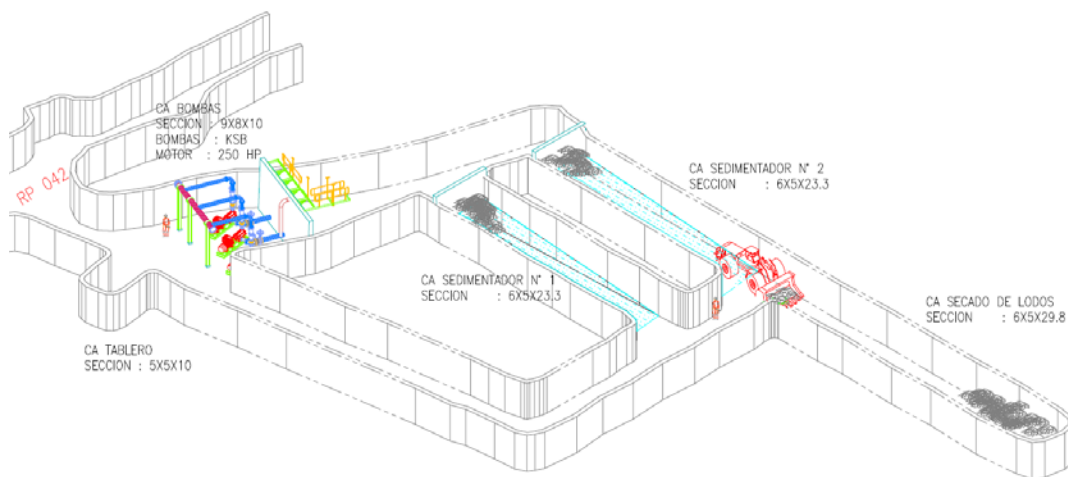 CA BOMBAS
SECCION : 9X8X10
BOMBAS : KSB
MOTOR : 250 HP
RP 042
CA SEDIMENTADOR N° 2
SECCION : 6X5X23.3
CA SEDIMENTADOR N° 1
SECCION : 6X5X23.3
CA SECADO DE LODOS
SECCION : 6X5X29.8
CA TABLERO
SECCION : 5X5X10